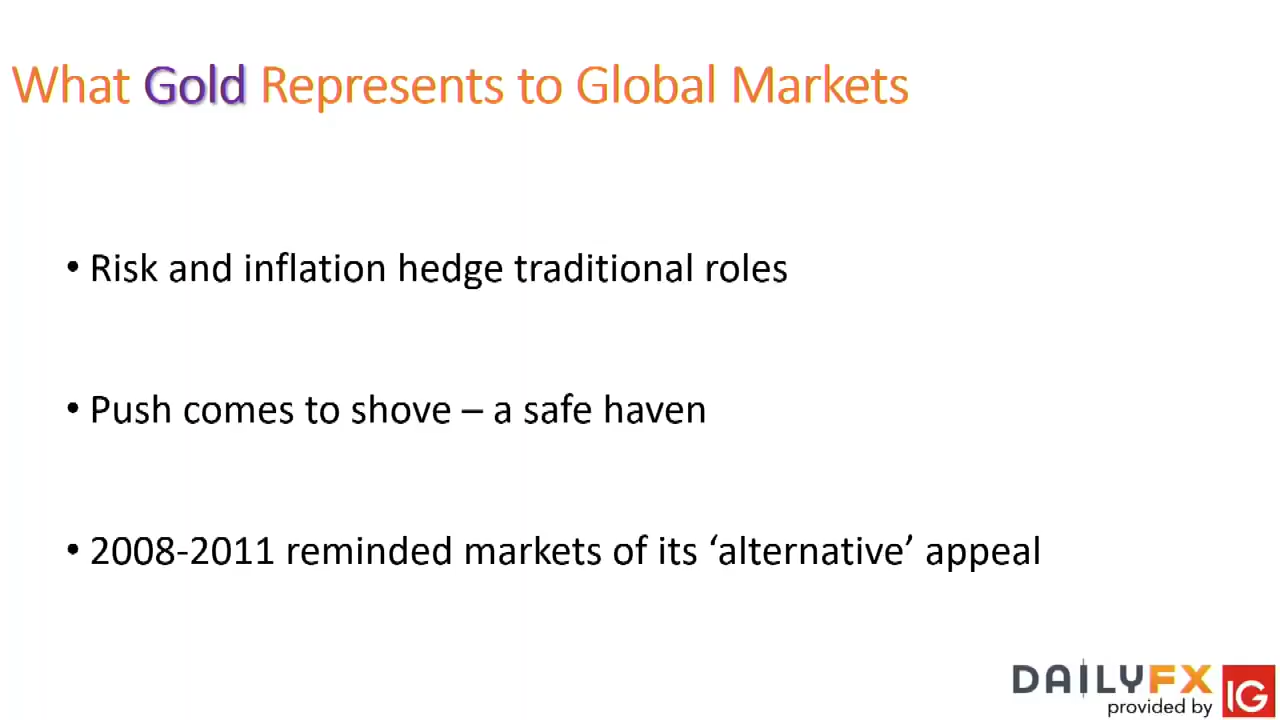 What Gold Represents to Global Markets
• Risk and inflation hedge traditional roles
• Push comes to shove – a safe haven
• 2008-2011 reminded markets of its ‘alternative’ appeal
DAILYFX
provided by IG